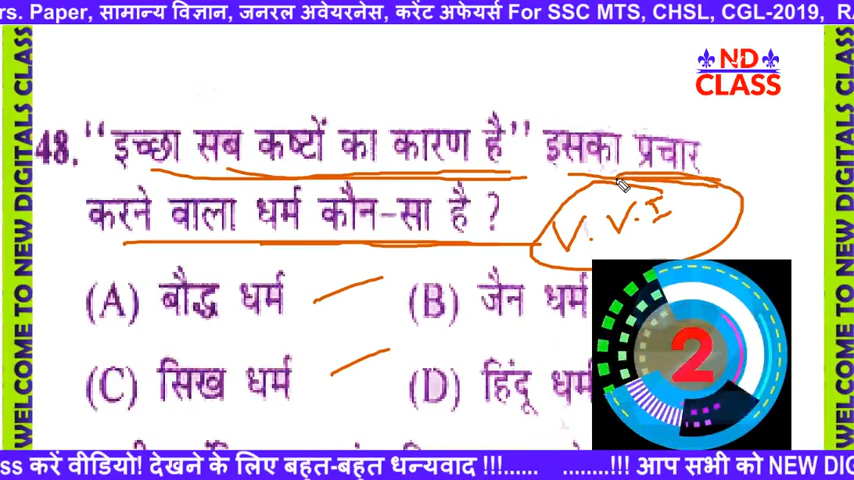 rs. Paper, सामान्य विज्ञान, जनरल अवेयरनेस, करेंट अफेयर्स For SSC MTS, CHSL, CGL-2019, RA
ND
CLASS
48. "इच्छा सब कष्टों का कारण है" इसका प्रचार
करने वाला धर्म कौन-सा है ?
V. V. I
(A) बौद्ध धर्म (B) जैन धर्म
(C) सिख धर्म (D) हिंदू धर्म
2
WELCOME TO NEW DIGITALS CLASS
WELCOME TO NEW DIGITALS CLASS
ss करें वीडियो! देखने के लिए बहुत-बहुत धन्यवाद !!!...... ........!!! आप सभी को NEW DIG